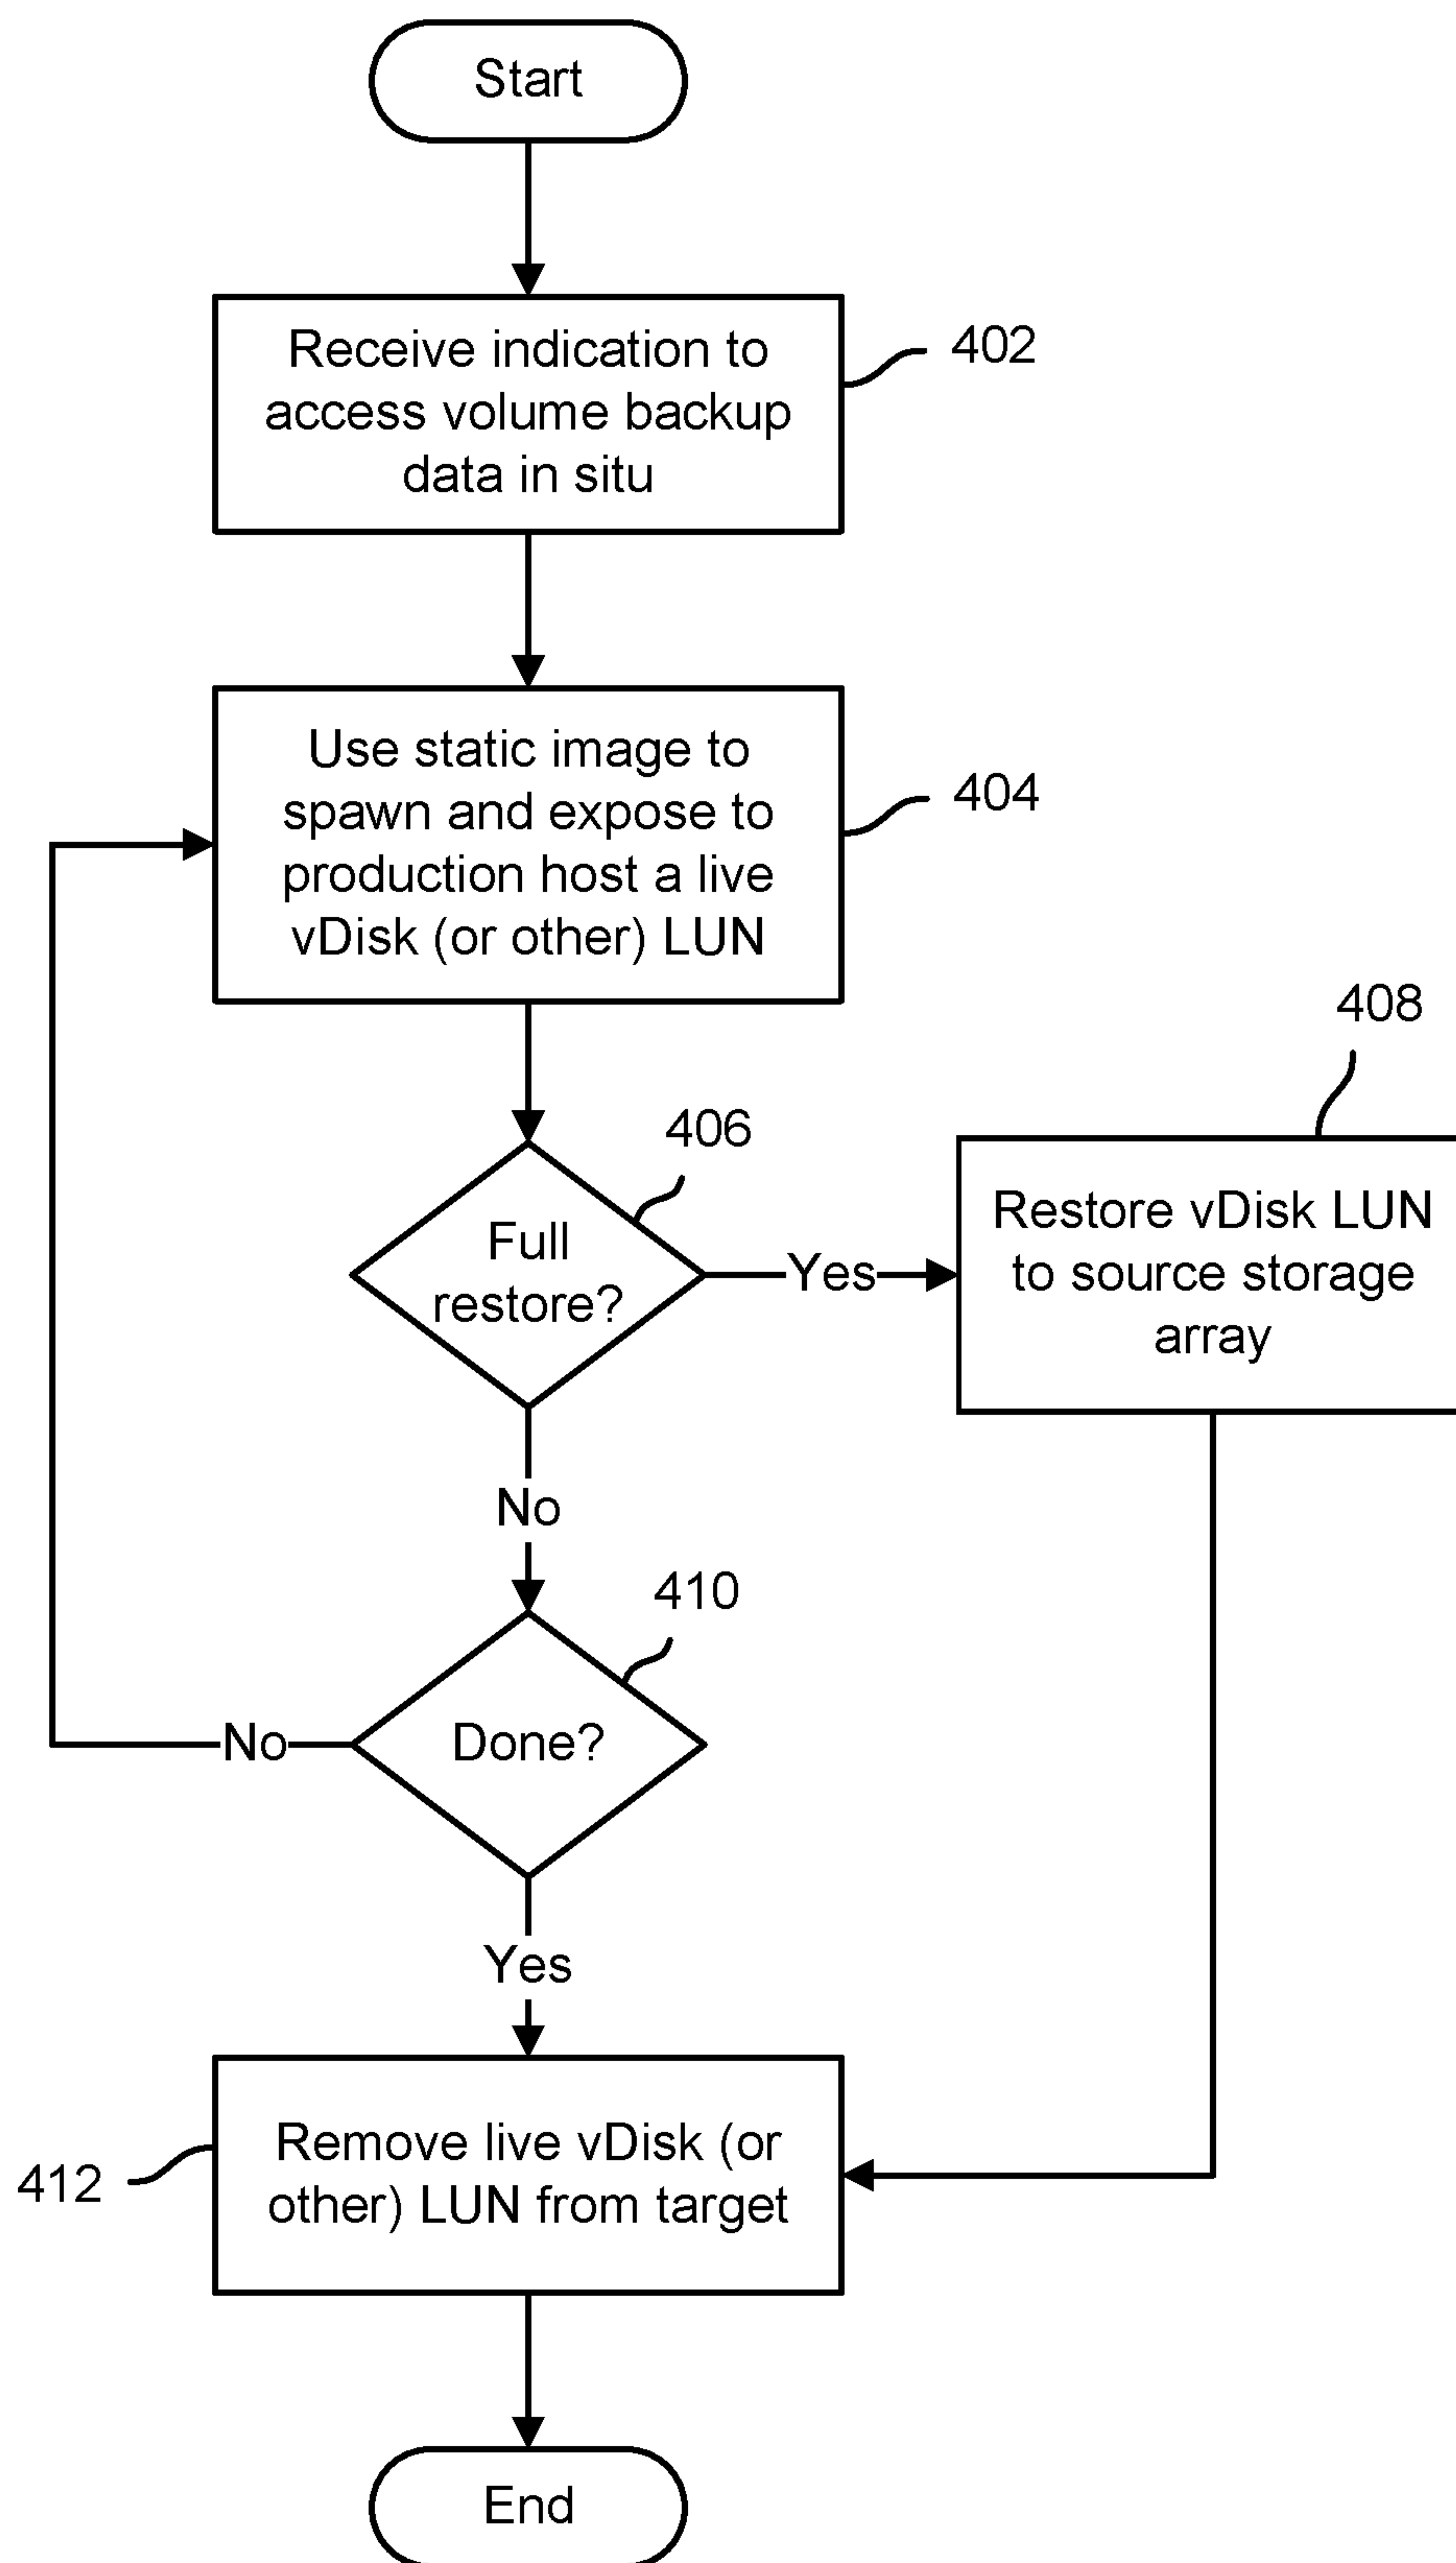 Start
Receive indication to
access volume backup
data in situ
402
Use static image to
spawn and expose to
production host a live
vDisk (or other) LUN
404
406
Full
restore?
Yes
408
Restore vDisk LUN
to source storage
array
No
410
Done?
No
Yes
412
Remove live vDisk (or
other) LUN from target
End